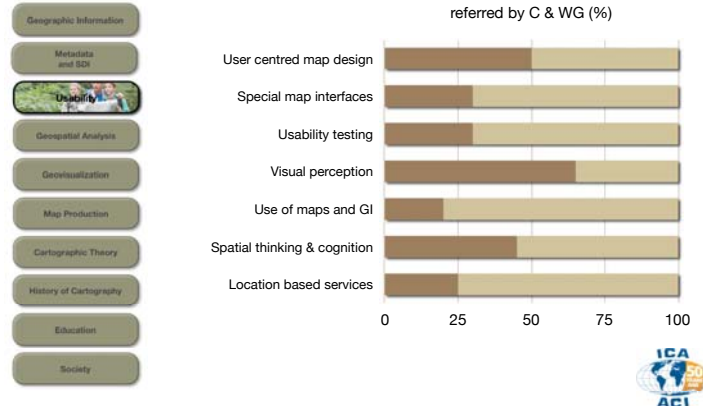 Geographic Information
Metadata
and SDI
Usability
Geospatial Analysis
Geovisualization
Map Production
Cartographic Theory
History of Cartography
Education
Society
referred by C & WG (%)
User centred map design
Special map interfaces
Usability testing
Visual perception
Use of maps and GI
Spatial thinking & cognition
Location based services
0 25 50 75 100
ICA
50
ACI